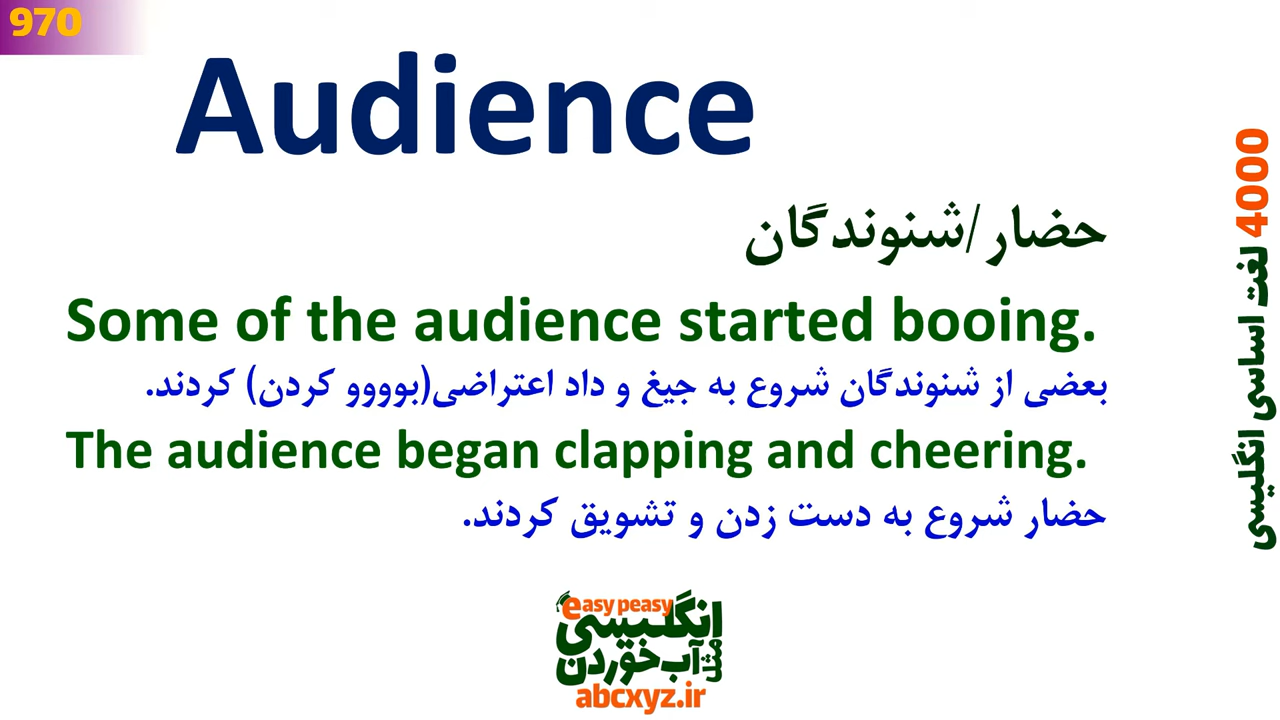 970
Audience
حضار/شنوندگان
Some of the audience started booing.
بعضی از شنوندگان شروع به جیغ و داد اعتراضی(بوووو کردن) کردند.
The audience began clapping and cheering.
حضار شروع به دست زدن و تشویق کردند.
4000 لغت اساسی انگلیسی
easy peasy
انگلیسی
مثل آب خوردن
abcxyz.ir